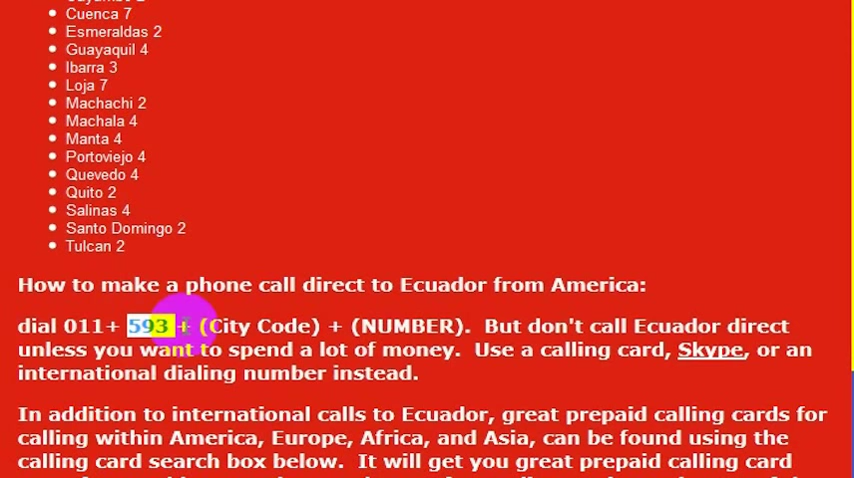 Cuenca 7
Esmeraldas 2
Guayaquil 4
Ibarra 3
Loja 7
Machachi 2
Machala 4
Manta 4
Portoviejo 4
Quevedo 4
Quito 2
Salinas 4
Santo Domingo 2
Tulcan 2
How to make a phone call direct to Ecuador from America:
dial 011+ 593 + (City Code) + (NUMBER). But don't call Ecuador direct
unless you want to spend a lot of money. Use a calling card, Skype, or an
international dialing number instead.
In addition to international calls to Ecuador, great prepaid calling cards for
calling within America, Europe, Africa, and Asia, can be found using the
calling card search box below. It will get you great prepaid calling card